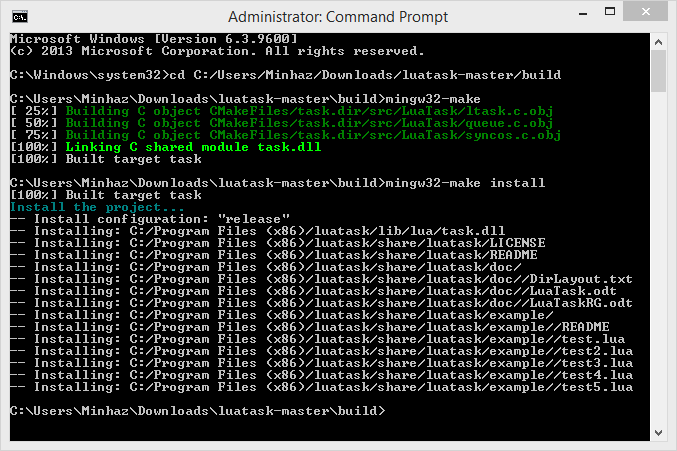 Administrator: Command Prompt
Microsoft Windows [Version 6.3.9600]
(c) 2013 Microsoft Corporation. All rights reserved.
C:\Windows\system32>cd C:/Users/Minhaz/Downloads/luatask-master/build
C:\Users\Minhaz\Downloads\luatask-master\build>mingw32-make
[ 25%] Building C object CMakeFiles/task.dir/src/LuaTask/ltask.c.obj
[ 50%] Building C object CMakeFiles/task.dir/src/LuaTask/queue.c.obj
[ 75%] Building C object CMakeFiles/task.dir/src/LuaTask/syncos.c.obj
[100%] Linking C shared module task.dll
[100%] Built target task
C:\Users\Minhaz\Downloads\luatask-master\build>mingw32-make install
[100%] Built target task
Install the project...
-- Install configuration: "release"
-- Installing: C:/Program Files (x86)/luatask/lib/lua/task.dll
-- Installing: C:/Program Files (x86)/luatask/share/luatask/LICENSE
-- Installing: C:/Program Files (x86)/luatask/share/luatask/README
-- Installing: C:/Program Files (x86)/luatask/share/luatask/doc/
-- Installing: C:/Program Files (x86)/luatask/share/luatask/doc//DirLayout.txt
-- Installing: C:/Program Files (x86)/luatask/share/luatask/doc//LuaTask.odt
-- Installing: C:/Program Files (x86)/luatask/share/luatask/doc//LuaTaskRG.odt
-- Installing: C:/Program Files (x86)/luatask/share/luatask/example/
-- Installing: C:/Program Files (x86)/luatask/share/luatask/example//README
-- Installing: C:/Program Files (x86)/luatask/share/luatask/example//test.lua
-- Installing: C:/Program Files (x86)/luatask/share/luatask/example//test2.lua
-- Installing: C:/Program Files (x86)/luatask/share/luatask/example//test3.lua
-- Installing: C:/Program Files (x86)/luatask/share/luatask/example//test4.lua
-- Installing: C:/Program Files (x86)/luatask/share/luatask/example//test5.lua
C:\Users\Minhaz\Downloads\luatask-master\build>